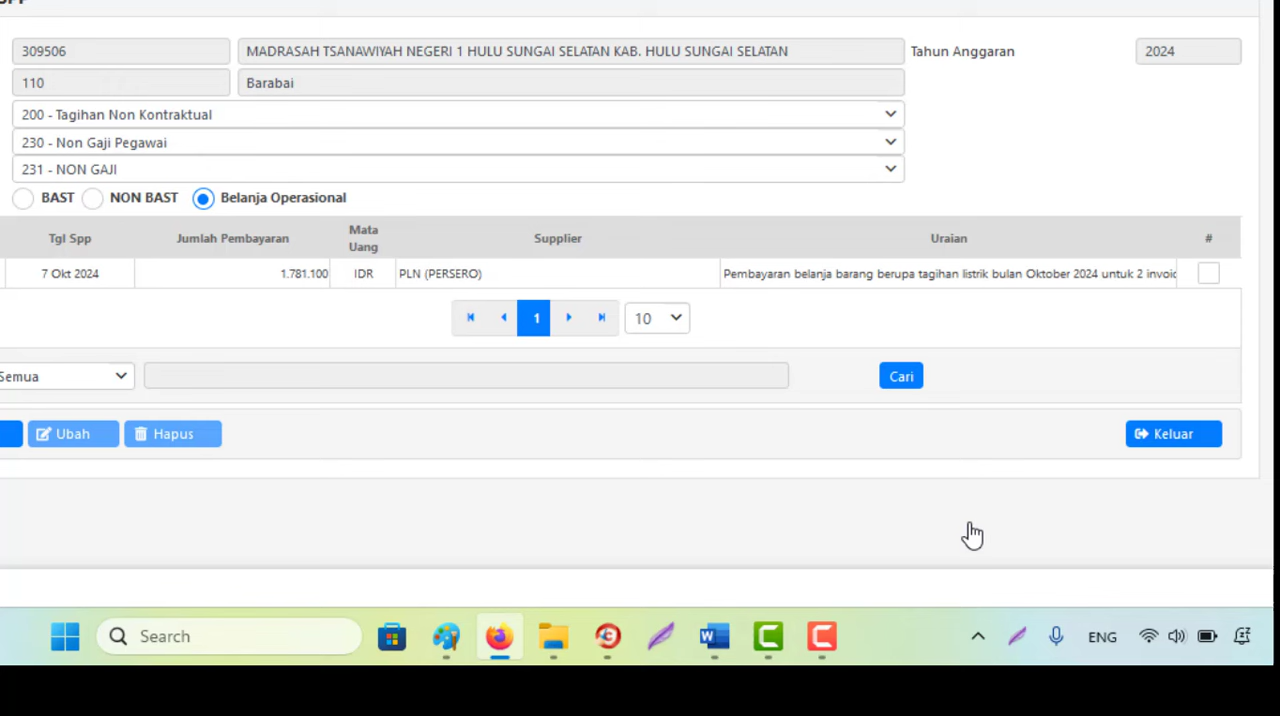 309506 MADRASAH TSANAWIYAH NEGERI 1 HULU SUNGAI SELATAN KAB. HULU SUNGAI SELATAN Tahun Anggaran 2024
110 Barabai
200 - Tagihan Non Kontraktual
230 - Non Gaji Pegawai
231 - NON GAJI
BAST NON BAST Belanja Operasional
Tgl Spp Jumlah Pembayaran Mata Uang Supplier Uraian #
7 Okt 2024 1.781.100 IDR PLN (PERSERO) Pembayaran belanja barang berupa tagihan listrik bulan Oktober 2024 untuk 2 invoic
1 10
Semua Cari
Ubah Hapus Keluar
Search ENG